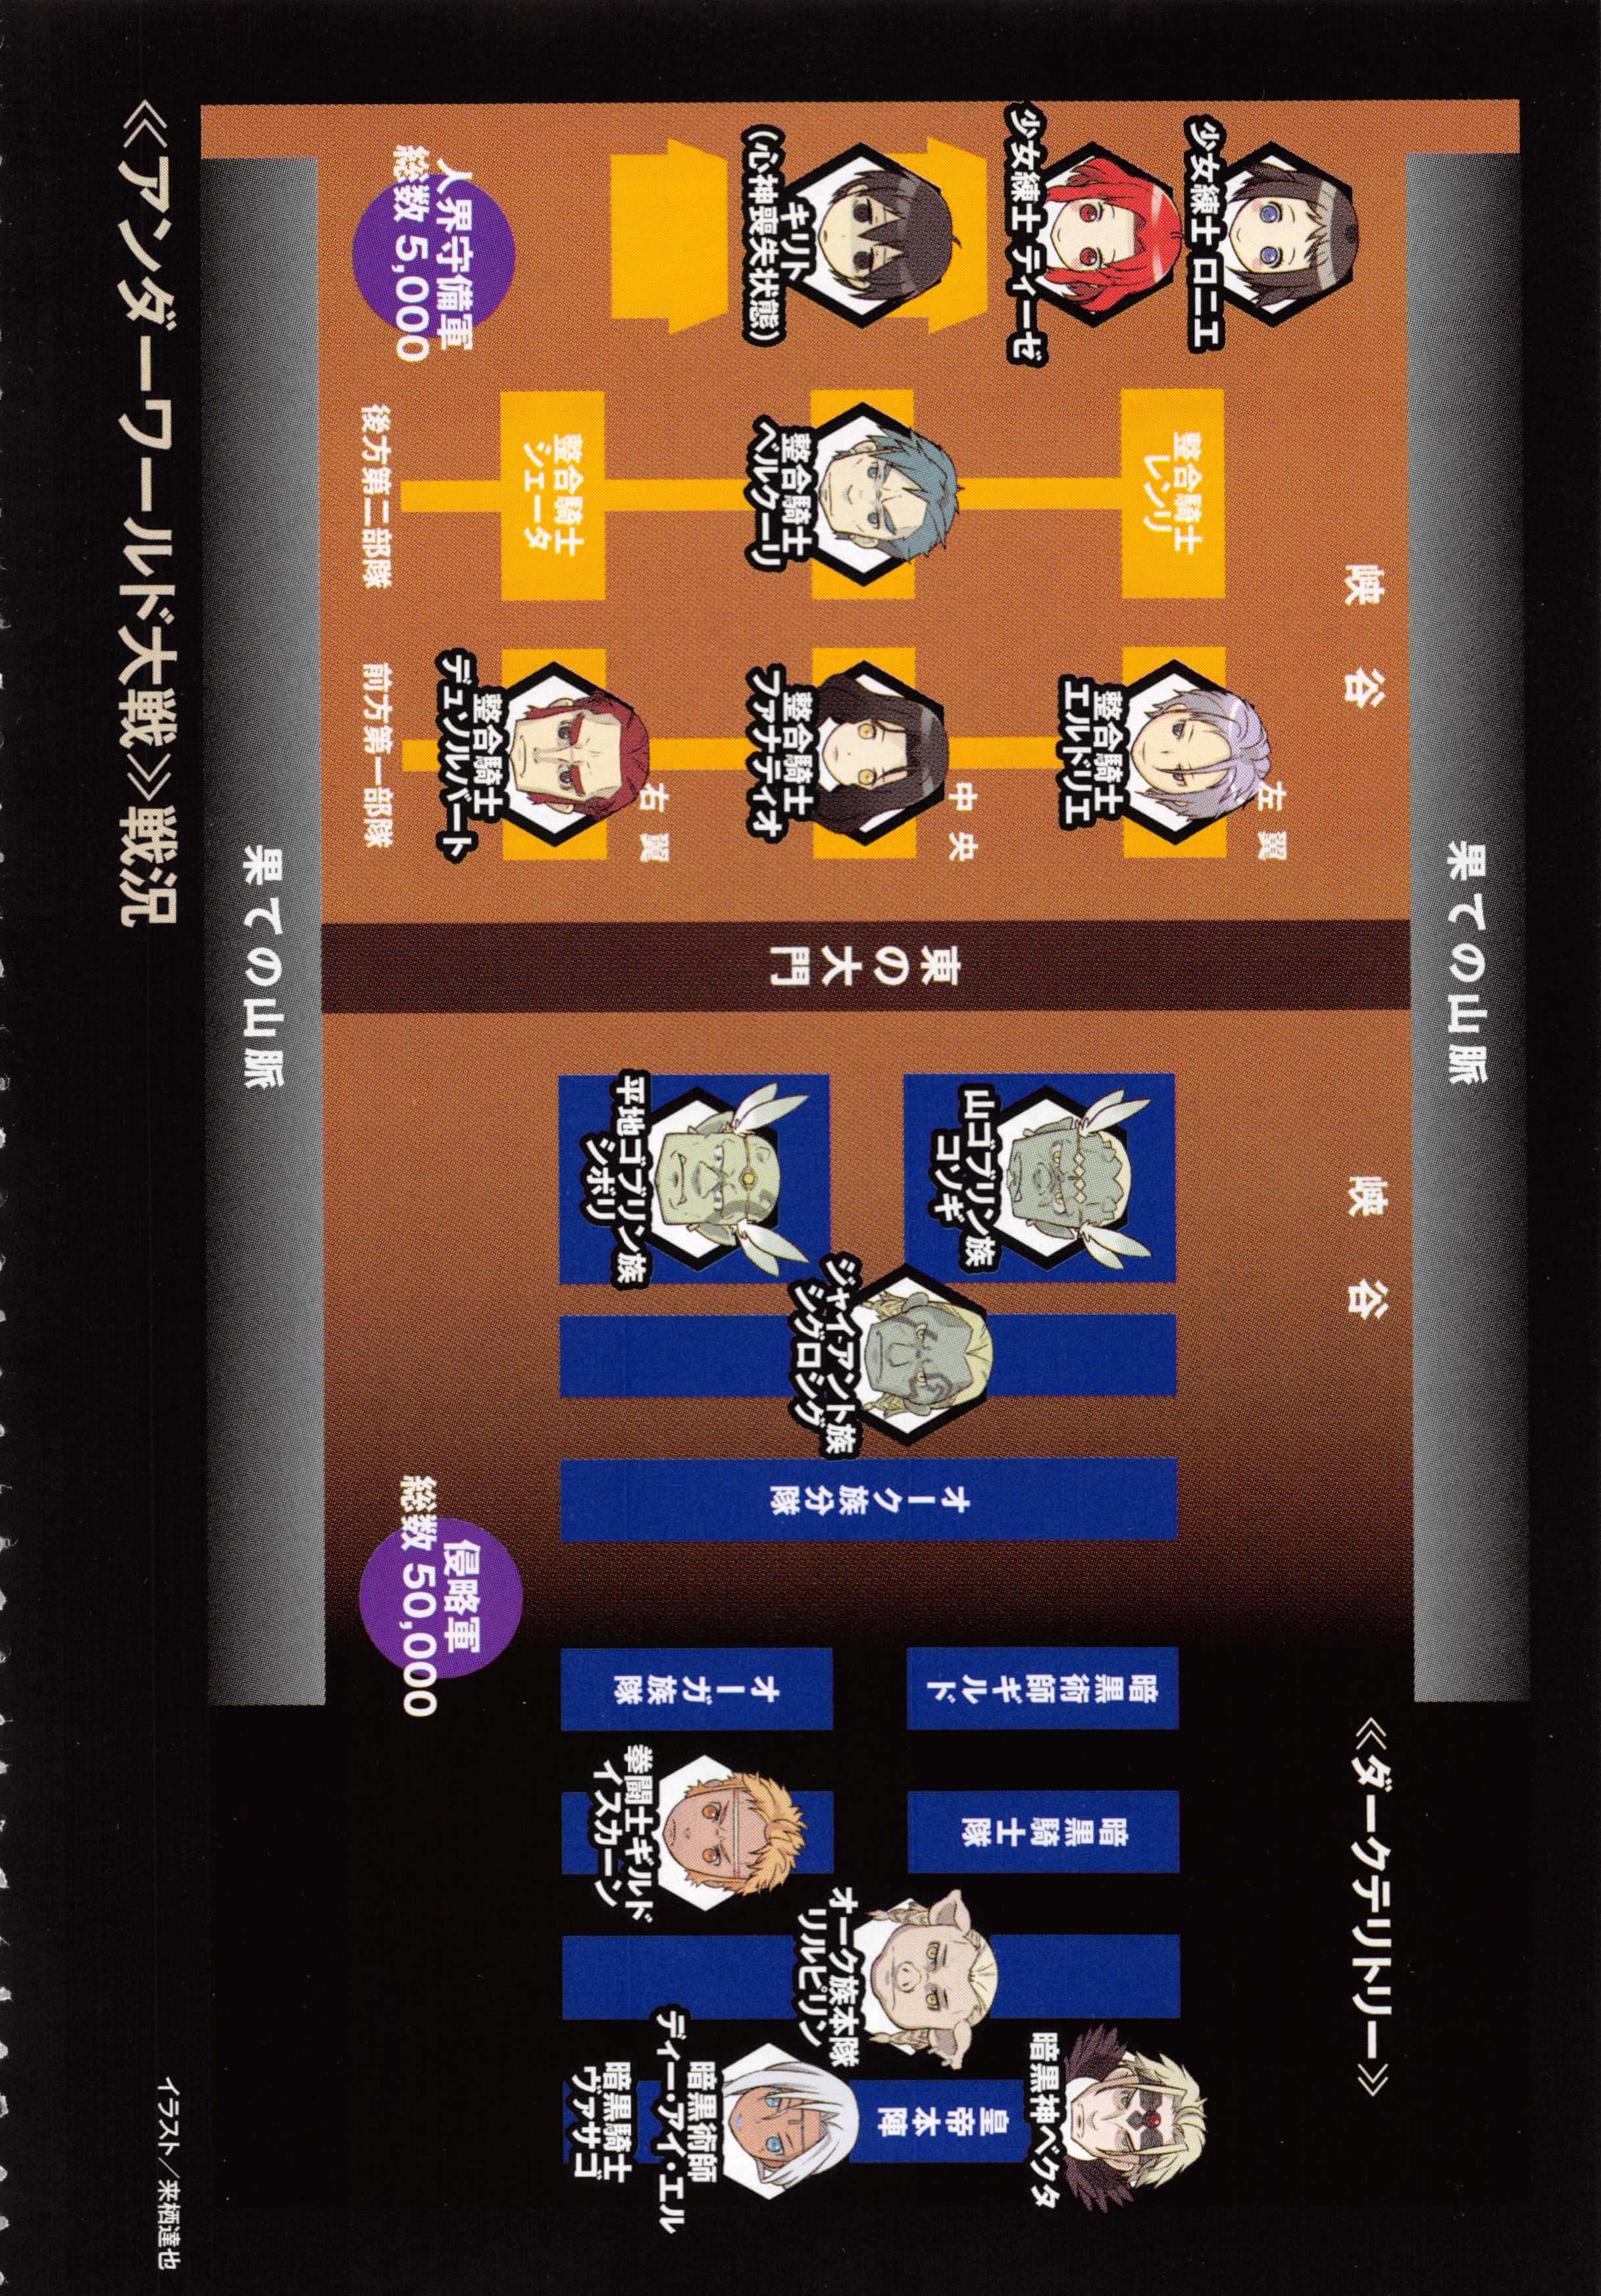 《アンダーワールド大戦》戦況
果ての山脈
果ての山脈
峡谷
峡谷
《ダークテリトリー》
人界守備軍
総数 5,000
少女練士 ロニエ
少女練士 ティーゼ
キリト
(心神喪失状態)
後方第二部隊
整合騎士
レンリ
整合騎士
ベルクーリ
整合騎士
シェータ
前方第一部隊
左翼
整合騎士
エルドリエ
中央
整合騎士
ファナティオ
右翼
整合騎士
デュソルバート
東の大門
山ゴブリン族
コソギ
平地ゴブリン族
シボリ
ジャイアント族
シグロシグ
オーク族分隊
侵略軍
総数 50,000
暗黒術師ギルド
オーガ族隊
暗黒騎士隊
拳闘士ギルド
イスカーン
オーク族本隊
リルピリン
暗黒神ベクタ
皇帝本陣
暗黒術師
ディー・アイ・エル
暗黒騎士
ヴァサゴ
イラスト/来栖達也